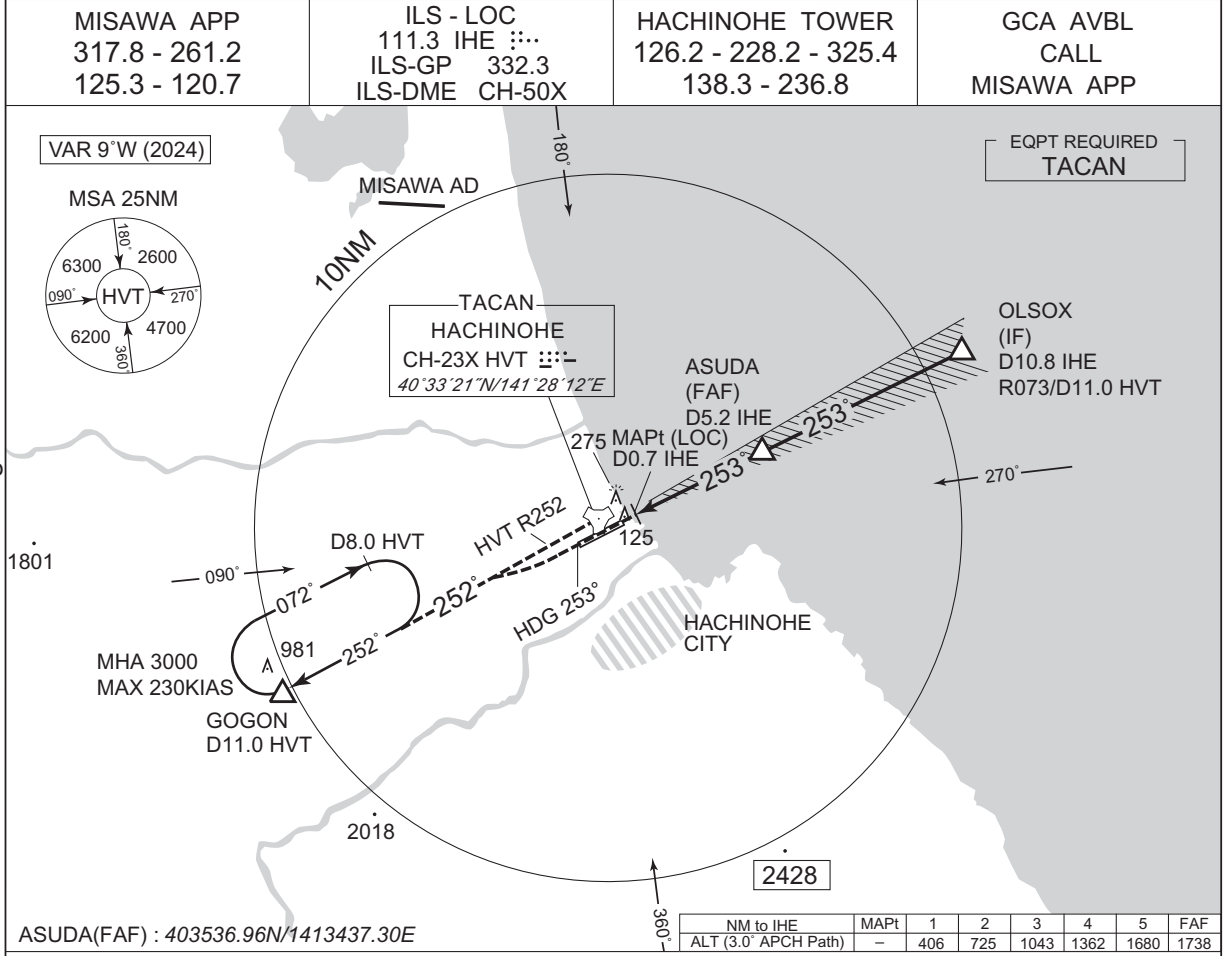 MISAWA APP
317.8 - 261.2
125.3 - 120.7
ILS - LOC
111.3 IHE
ILS-GP 332.3
ILS-DME CH-50X
HACHINOHE TOWER
126.2 - 228.2 - 325.4
138.3 - 236.8
GCA AVBL
CALL
MISAWA APP
VAR 9°W (2024)
MSA 25NM
180°
6300
2600
090°
HVT
270°
6200
4700
360°
MISAWA AD
10NM
180°
EQPT REQUIRED
TACAN
TACAN
HACHINOHE
CH-23X HVT
40°33'21"N/141°28'12"E
OLSOX
(IF)
D10.8 IHE
R073/D11.0 HVT
ASUDA
(FAF)
D5.2 IHE
253°
253°
275
MAPt (LOC)
D0.7 IHE
270°
125
HVT R252
HDG 253°
252°
1801
D8.0 HVT
090°
072°
252°
981
MHA 3000
MAX 230KIAS
GOGON
D11.0 HVT
HACHINOHE
CITY
2018
2428
360°
ASUDA(FAF) : 403536.96N/1413437.30E
NM to IHE MAPt 1 2 3 4 5 FAF
ALT (3.0° APCH Path) – 406 725 1043 1362 1680 1738